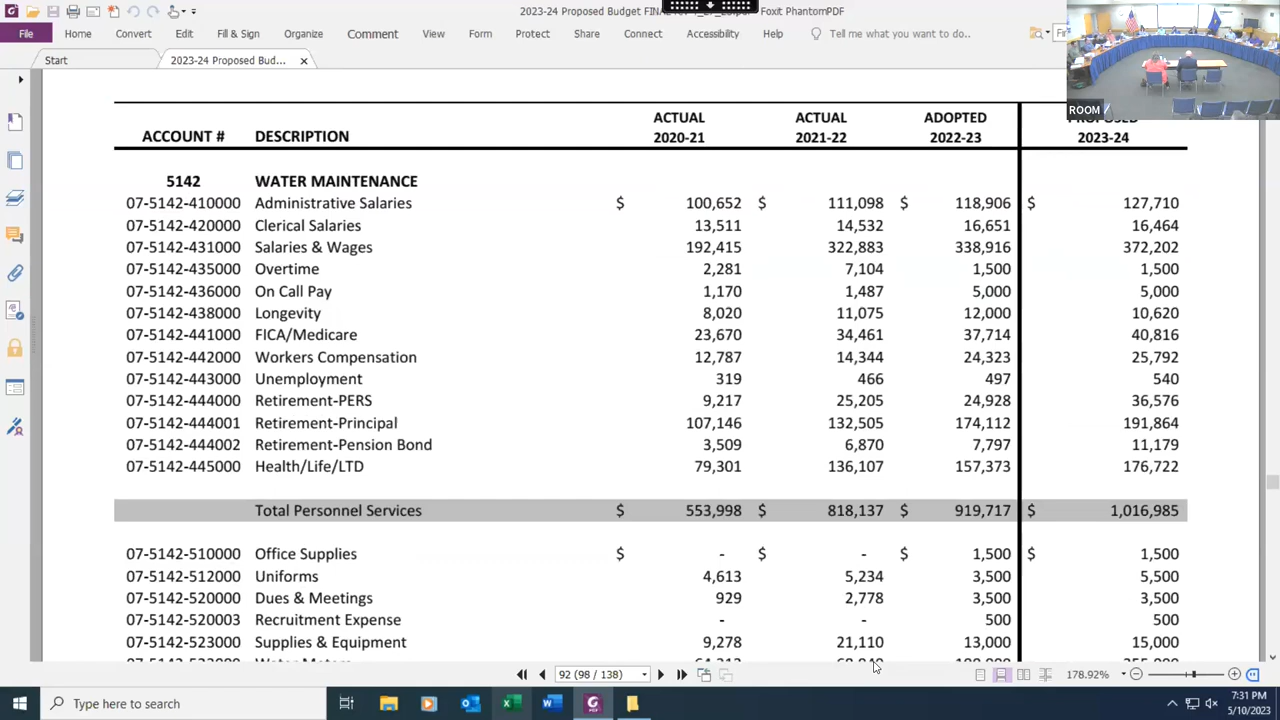 2023-24 Proposed Budget FINAL
Foxit PhantomPDF
File Home Convert Edit Fill & Sign Organize Comment View Form Protect Share Connect Accessibility Help Tell me what you want to do...
Start 2023-24 Proposed Bud...
ROOM
ACTUAL ACTUAL ADOPTED PROPOSED
ACCOUNT # DESCRIPTION 2020-21 2021-22 2022-23 2023-24
5142 WATER MAINTENANCE
07-5142-410000 Administrative Salaries $ 100,652 $ 111,098 $ 118,906 $ 127,710
07-5142-420000 Clerical Salaries 13,511 14,532 16,651 16,464
07-5142-431000 Salaries & Wages 192,415 322,883 338,916 372,202
07-5142-435000 Overtime 2,281 7,104 1,500 1,500
07-5142-436000 On Call Pay 1,170 1,487 5,000 5,000
07-5142-438000 Longevity 8,020 11,075 12,000 10,620
07-5142-441000 FICA/Medicare 23,670 34,461 37,714 40,816
07-5142-442000 Workers Compensation 12,787 14,344 24,323 25,792
07-5142-443000 Unemployment 319 466 497 540
07-5142-444000 Retirement-PERS 9,217 25,205 24,928 36,576
07-5142-444001 Retirement-Principal 107,146 132,505 174,112 191,864
07-5142-444002 Retirement-Pension Bond 3,509 6,870 7,797 11,179
07-5142-445000 Health/Life/LTD 79,301 136,107 157,373 176,722
Total Personnel Services $ 553,998 $ 818,137 $ 919,717 $ 1,016,985
07-5142-510000 Office Supplies $ - $ - $ 1,500 $ 1,500
07-5142-512000 Uniforms 4,613 5,234 3,500 5,500
07-5142-520000 Dues & Meetings 929 2,778 3,500 3,500
07-5142-520003 Recruitment Expense - - 500 500
07-5142-523000 Supplies & Equipment 9,278 21,110 13,000 15,000
Water Meters
92 (98 / 138) 178.92%
Type here to search 7:31 PM
5/10/2023